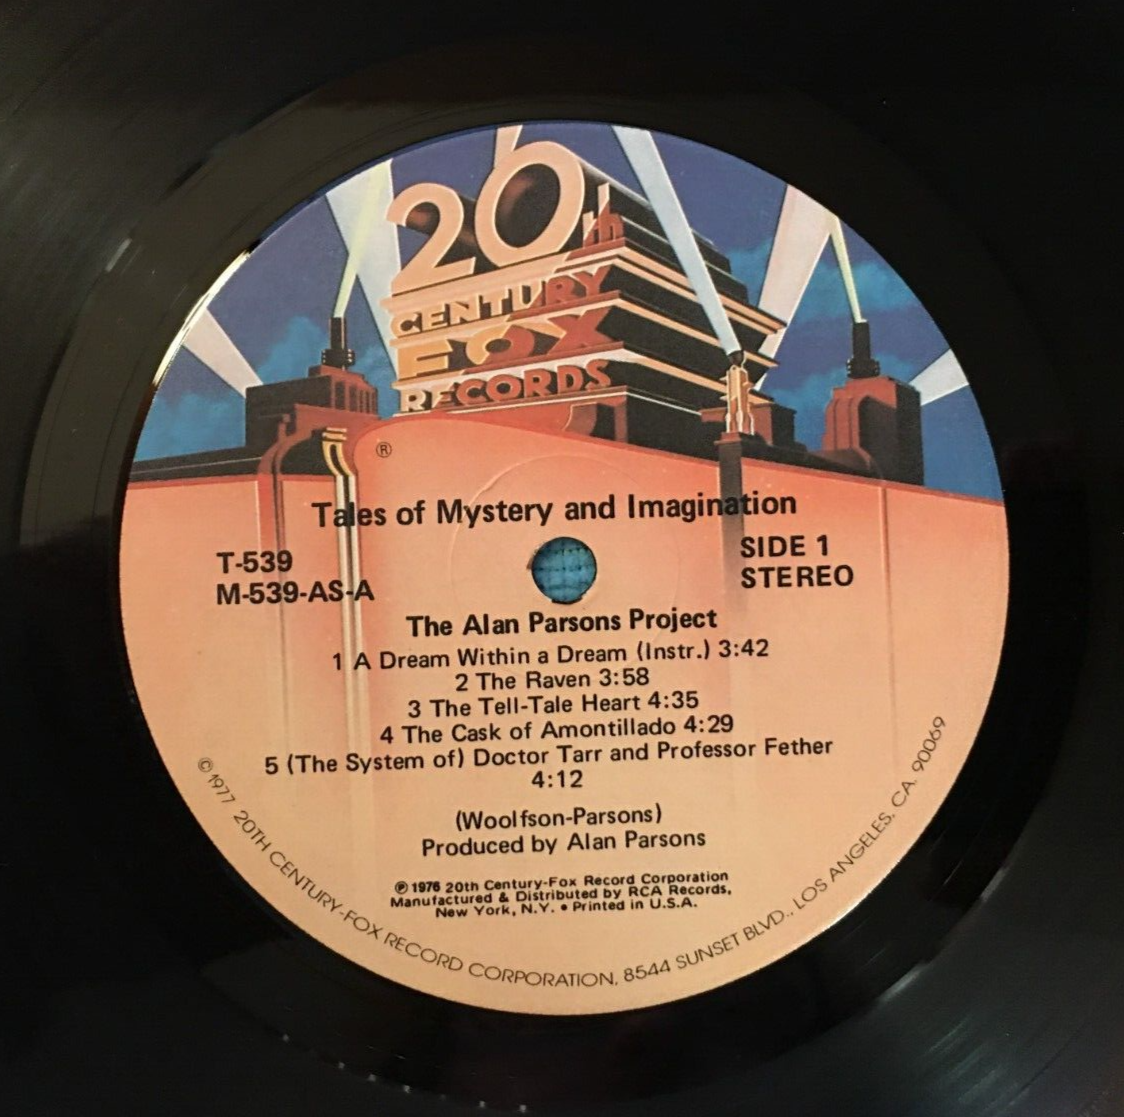 20th
CENTURY
FOX
RECORDS
®
Tales of Mystery and Imagination
T-539
M-539-AS-A
SIDE 1
STEREO
The Alan Parsons Project
1 A Dream Within a Dream (Instr.) 3:42
2 The Raven 3:58
3 The Tell-Tale Heart 4:35
4 The Cask of Amontillado 4:29
5 (The System of) Doctor Tarr and Professor Fether
4:12
(Woolfson-Parsons)
Produced by Alan Parsons
℗ 1976 20th Century-Fox Record Corporation
Manufactured & Distributed by RCA Records,
New York, N.Y. • Printed in U.S.A.
© 1977 20TH CENTURY-FOX RECORD CORPORATION, 8544 SUNSET BLVD., LOS ANGELES, CA. 90069